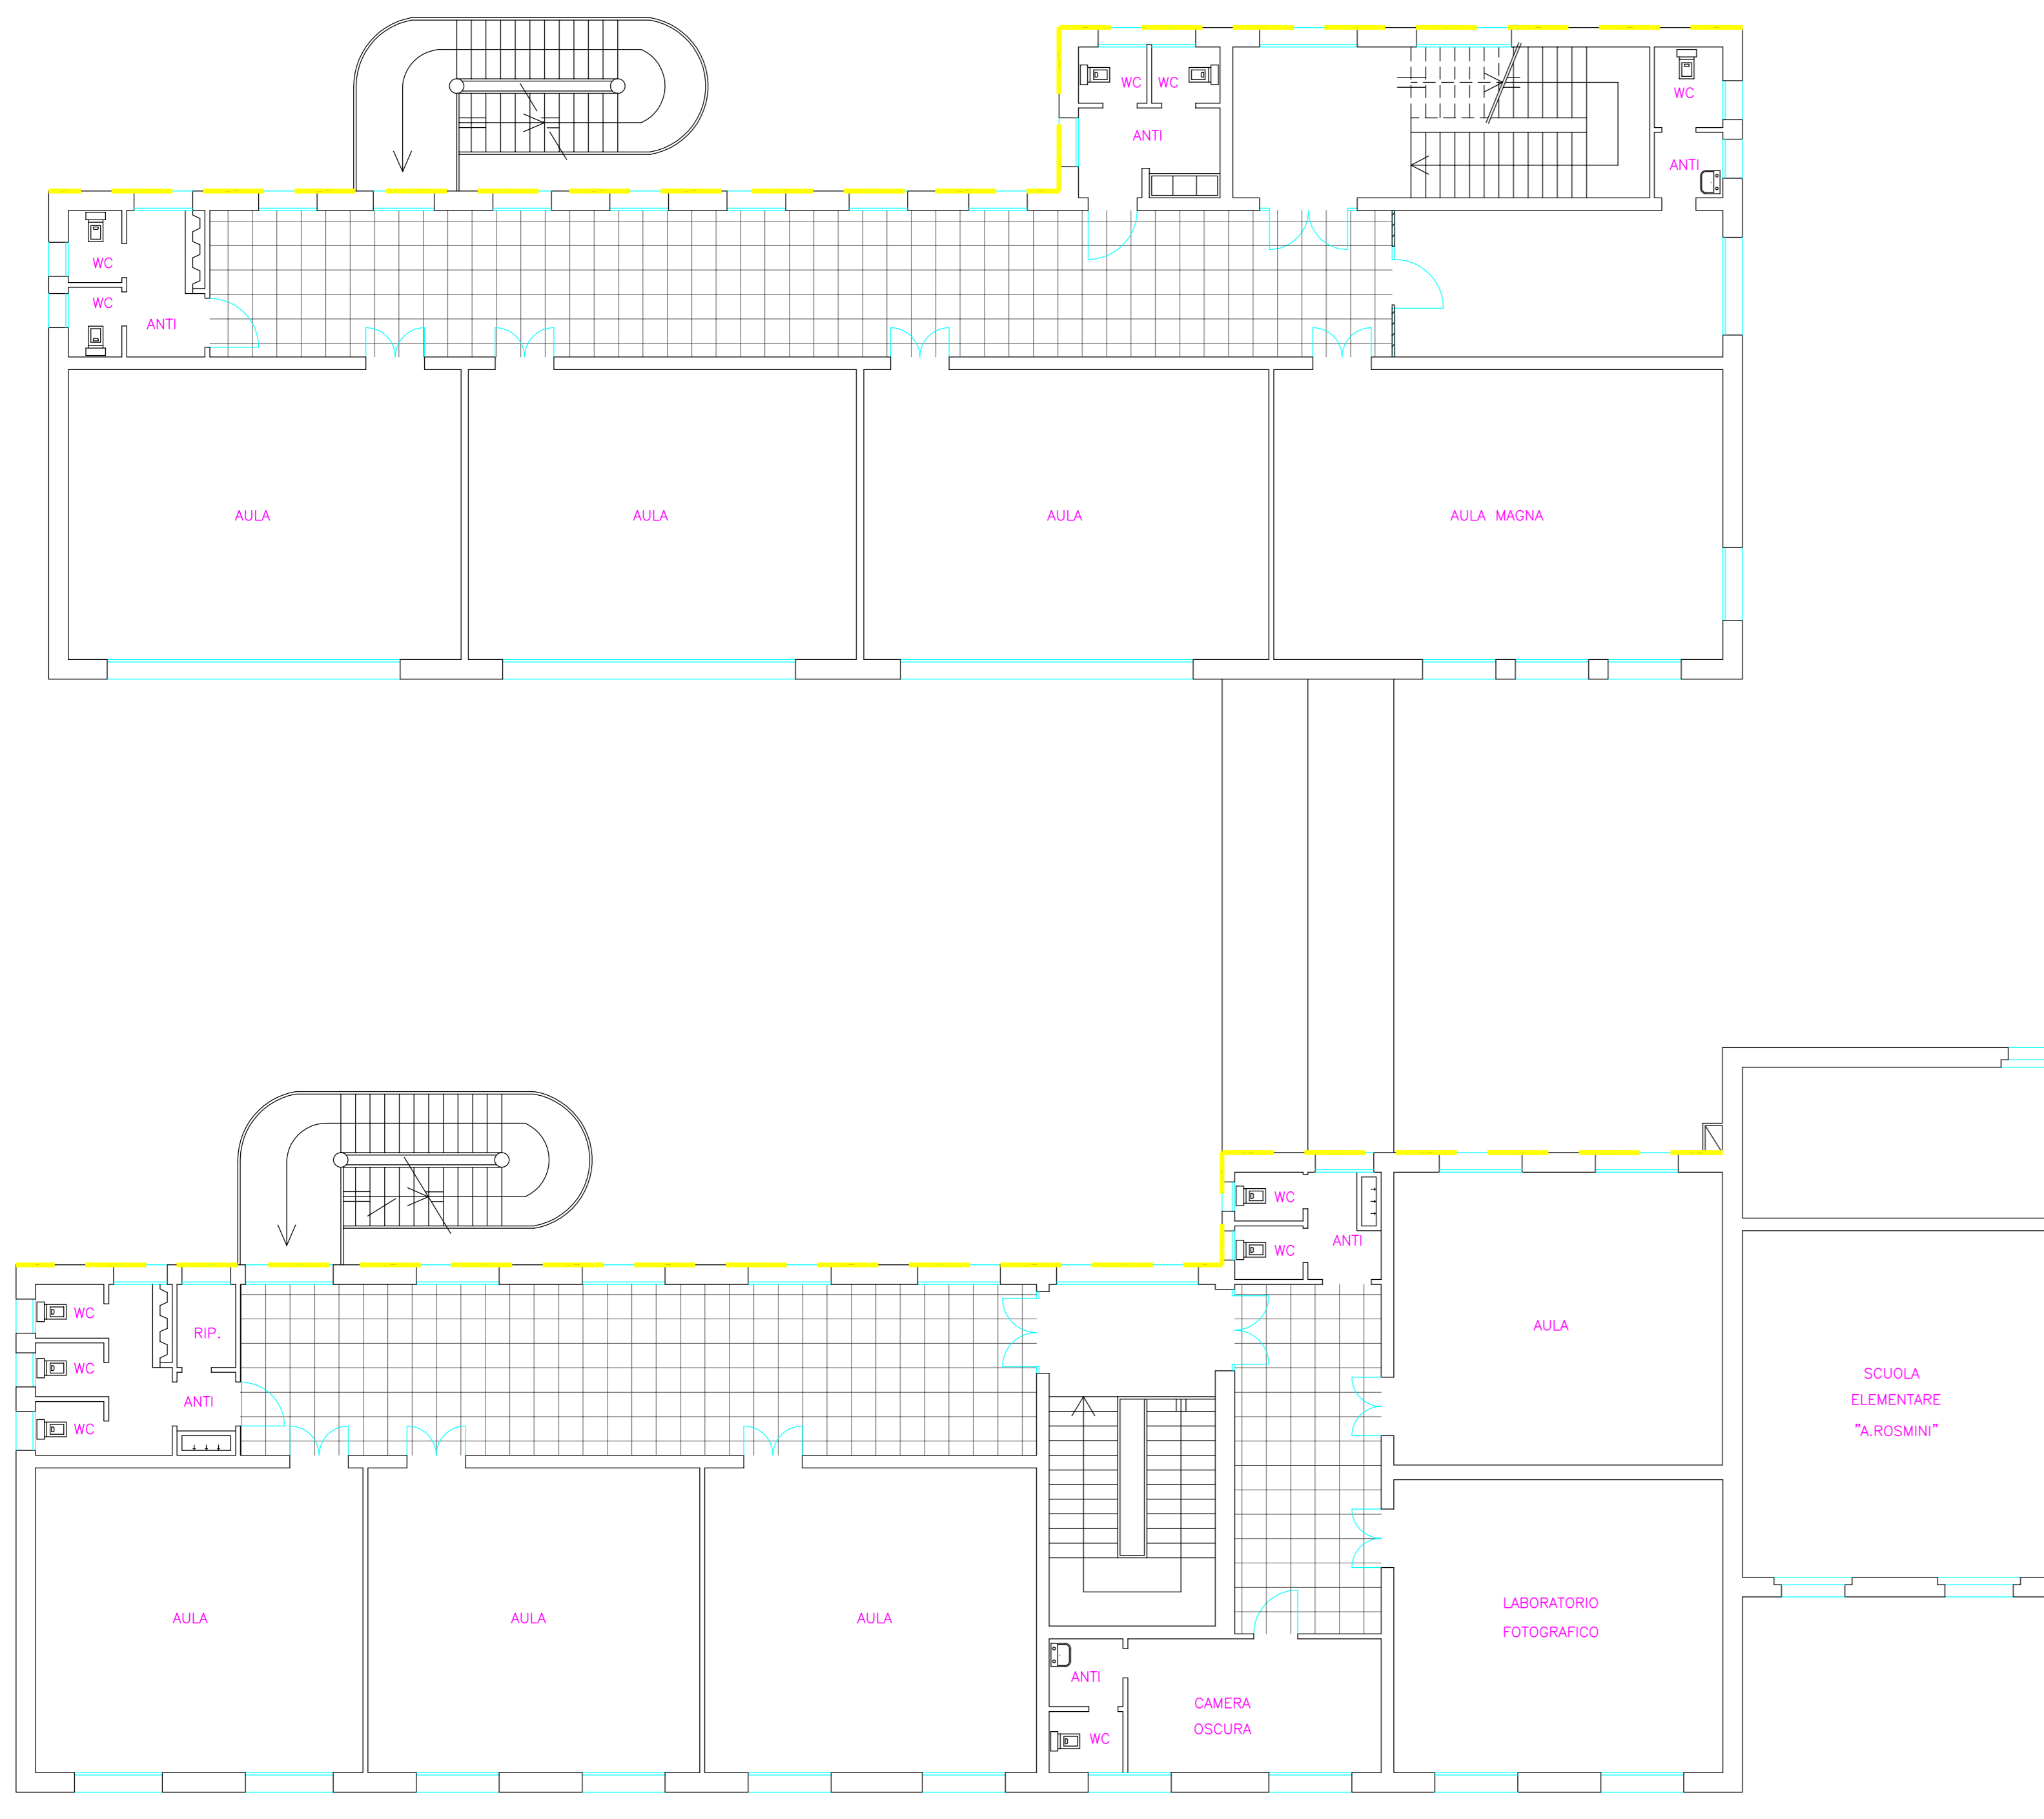 WC
WC
WC
ANTI
ANTI
WC
WC
ANTI
AULA
AULA
AULA
AULA MAGNA
WC
WC
ANTI
WC
RIP.
AULA
WC
ANTI
WC
SCUOLA
ELEMENTARE
"A.ROSMINI"
AULA
AULA
AULA
LABORATORIO
FOTOGRAFICO
ANTI
CAMERA
OSCURA
WC